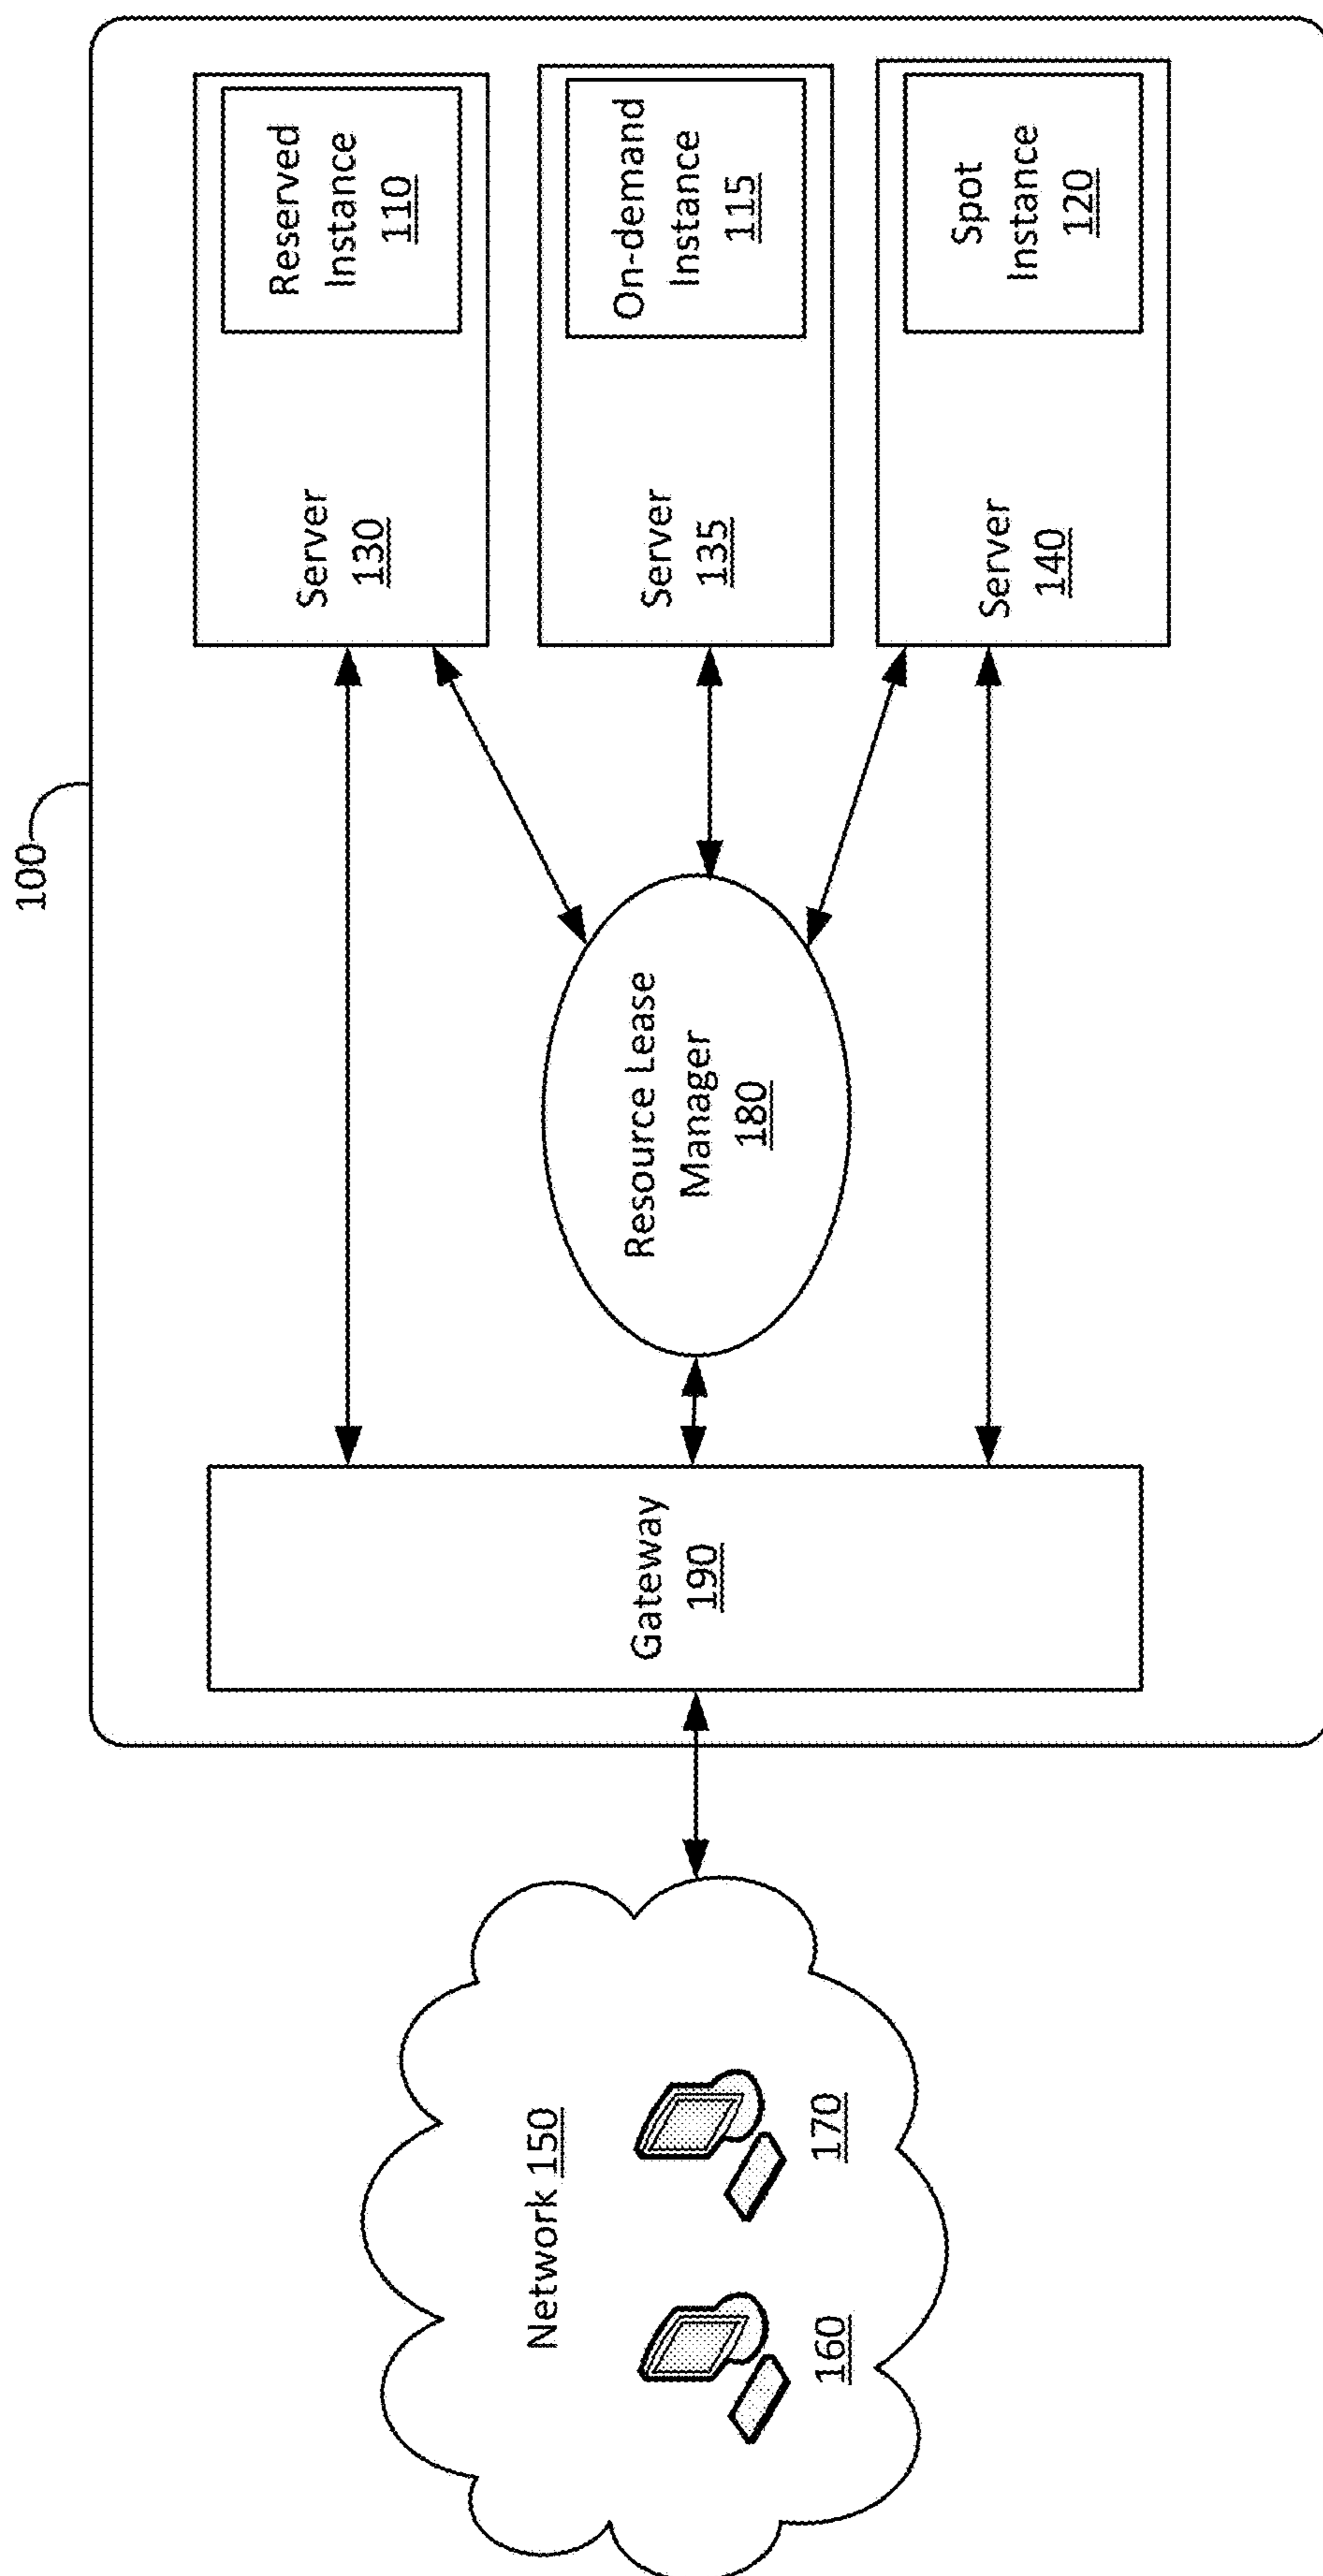 100
Network 150
160
170
Gateway
190
Resource Lease
Manager
180
Server
130
Reserved
Instance
110
Server
135
On-demand
Instance
115
Server
140
Spot
Instance
120